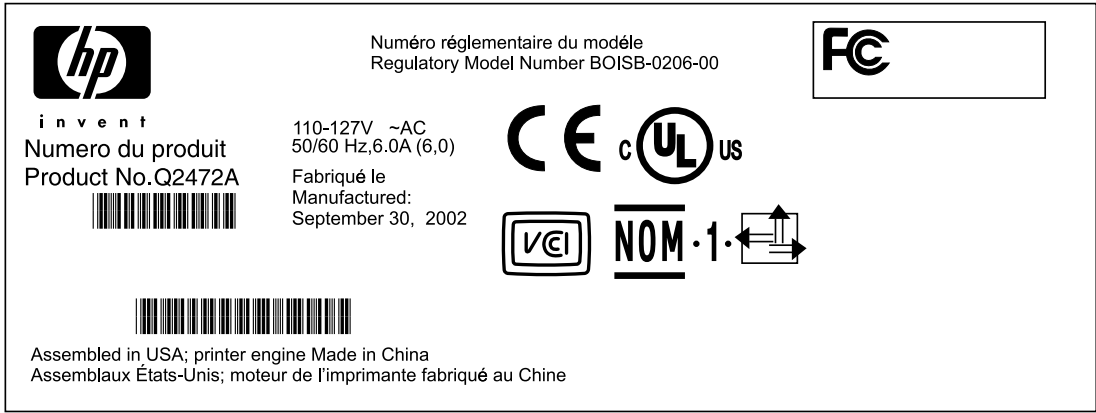 hp
invent
Numero du produit
Product No.Q2472A
Numéro réglementaire du modéle
Regulatory Model Number BOISB-0206-00
110-127V ~AC
50/60 Hz,6.0A (6,0)
Fabriqué le
Manufactured:
September 30, 2002
FC
CE
C UL US
VCI
NOM·1·
Assembled in USA; printer engine Made in China
Assemblaux États-Unis; moteur de l'imprimante fabriqué au Chine